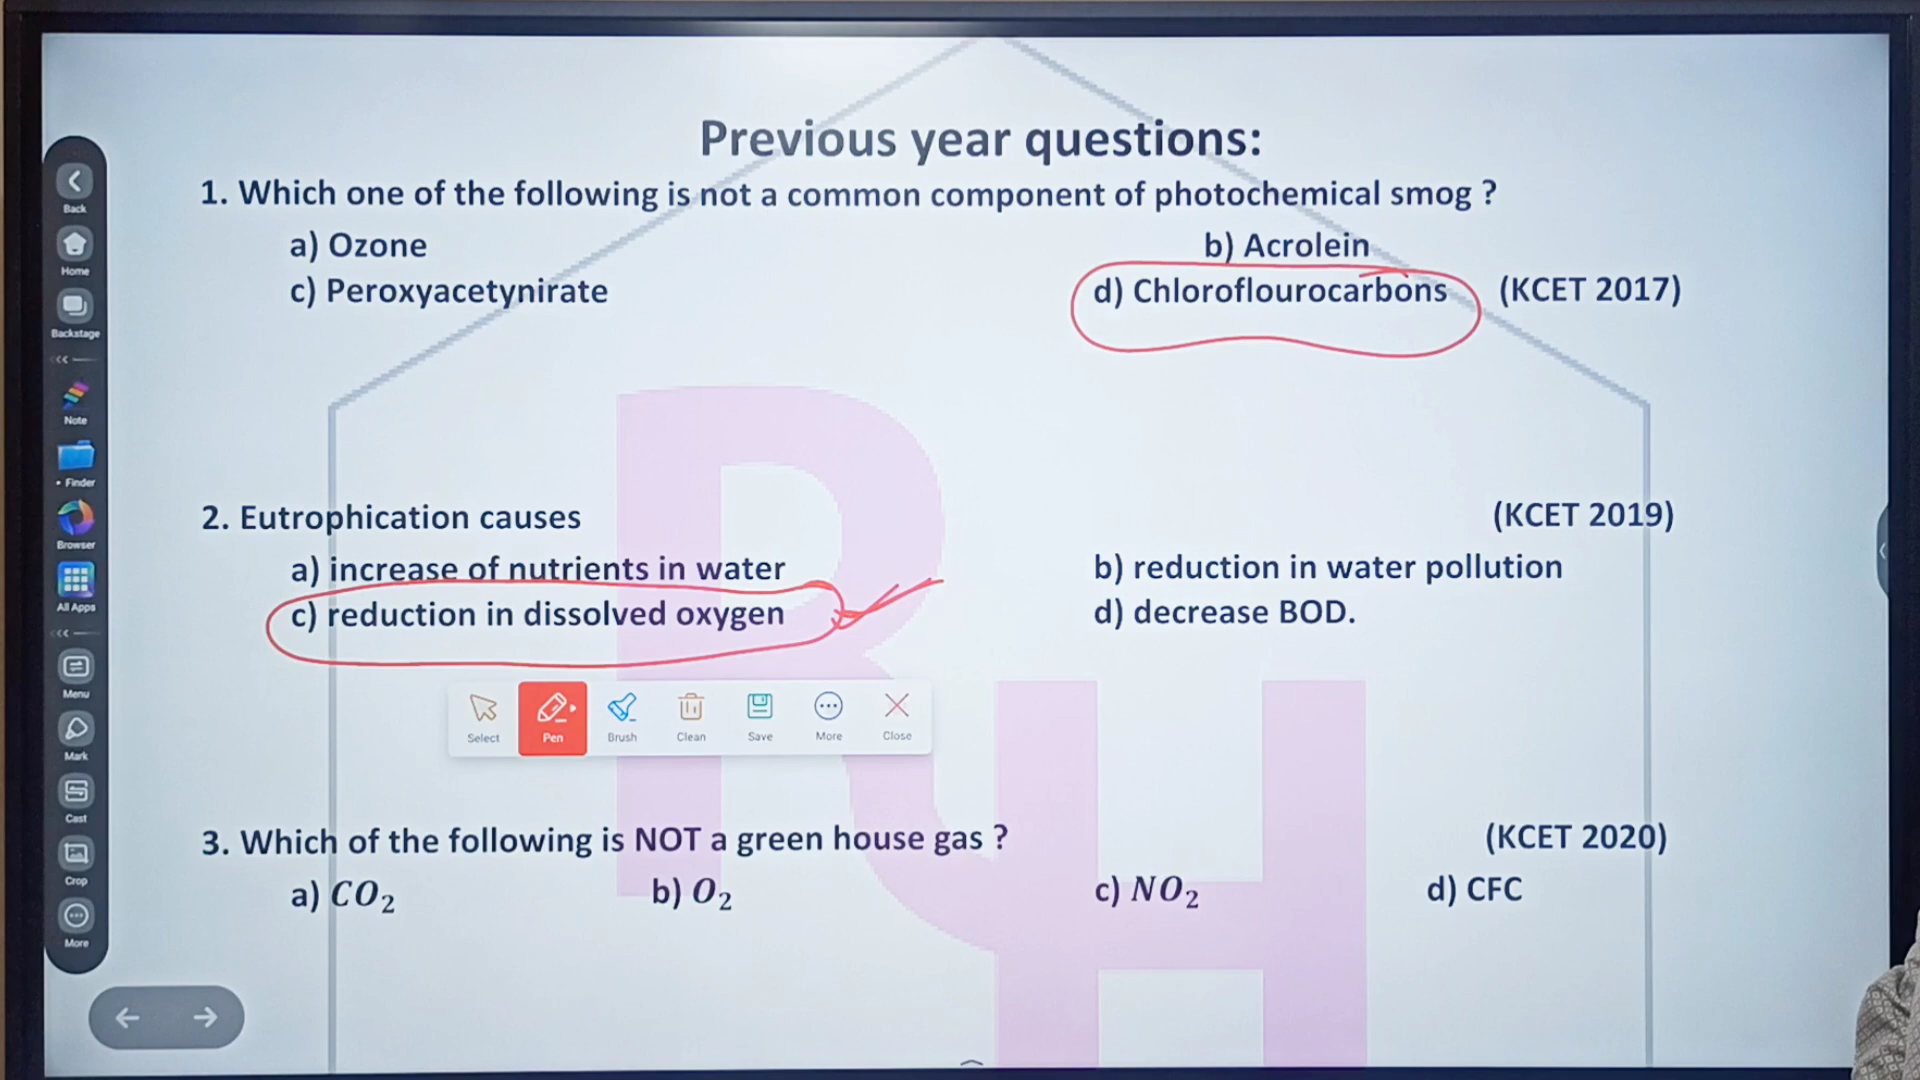 Previous year questions:
1. Which one of the following is not a common component of photochemical smog ?
a) Ozone b) Acrolein
c) Peroxyacetynirate d) Chloroflourocarbons (KCET 2017)
2. Eutrophication causes (KCET 2019)
a) increase of nutrients in water b) reduction in water pollution
c) reduction in dissolved oxygen d) decrease BOD.
3. Which of the following is NOT a green house gas ? (KCET 2020)
a) CO₂ b) O₂ c) NO₂ d) CFC
Back
Home
Backstage
Note
• Finder
Browser
All Apps
Menu
Mark
Cast
Crop
More
Select Pen Brush Clean Save More Close
RH